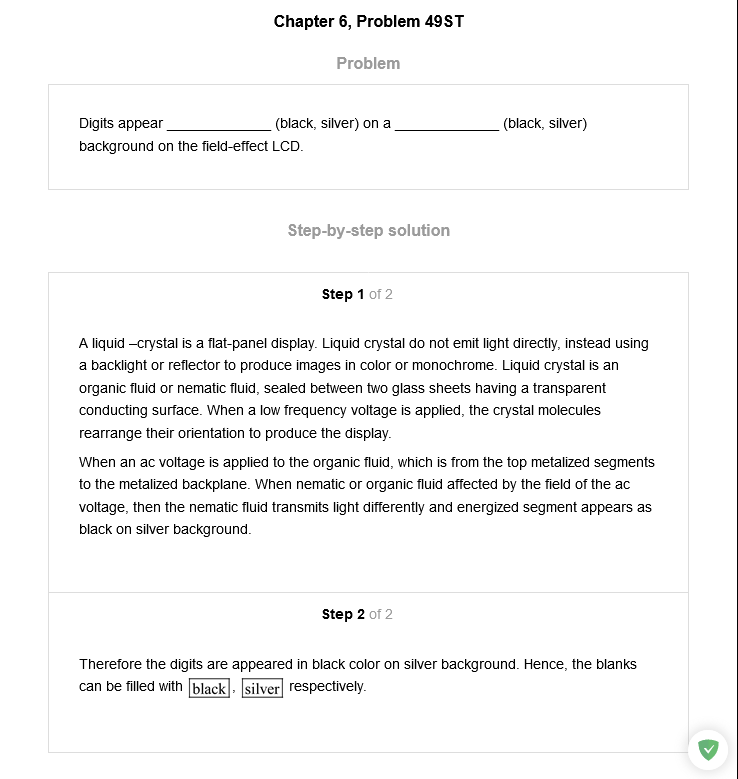 Chapter 6, Problem 49ST
Problem
Digits appear _____________ (black, silver) on a _____________ (black, silver)
background on the field-effect LCD.
Step-by-step solution
Step 1 of 2
A liquid –crystal is a flat-panel display. Liquid crystal do not emit light directly, instead using
a backlight or reflector to produce images in color or monochrome. Liquid crystal is an
organic fluid or nematic fluid, sealed between two glass sheets having a transparent
conducting surface. When a low frequency voltage is applied, the crystal molecules
rearrange their orientation to produce the display.
When an ac voltage is applied to the organic fluid, which is from the top metalized segments
to the metalized backplane. When nematic or organic fluid affected by the field of the ac
voltage, then the nematic fluid transmits light differently and energized segment appears as
black on silver background.
Step 2 of 2
Therefore the digits are appeared in black color on silver background. Hence, the blanks
can be filled with black, silver respectively.